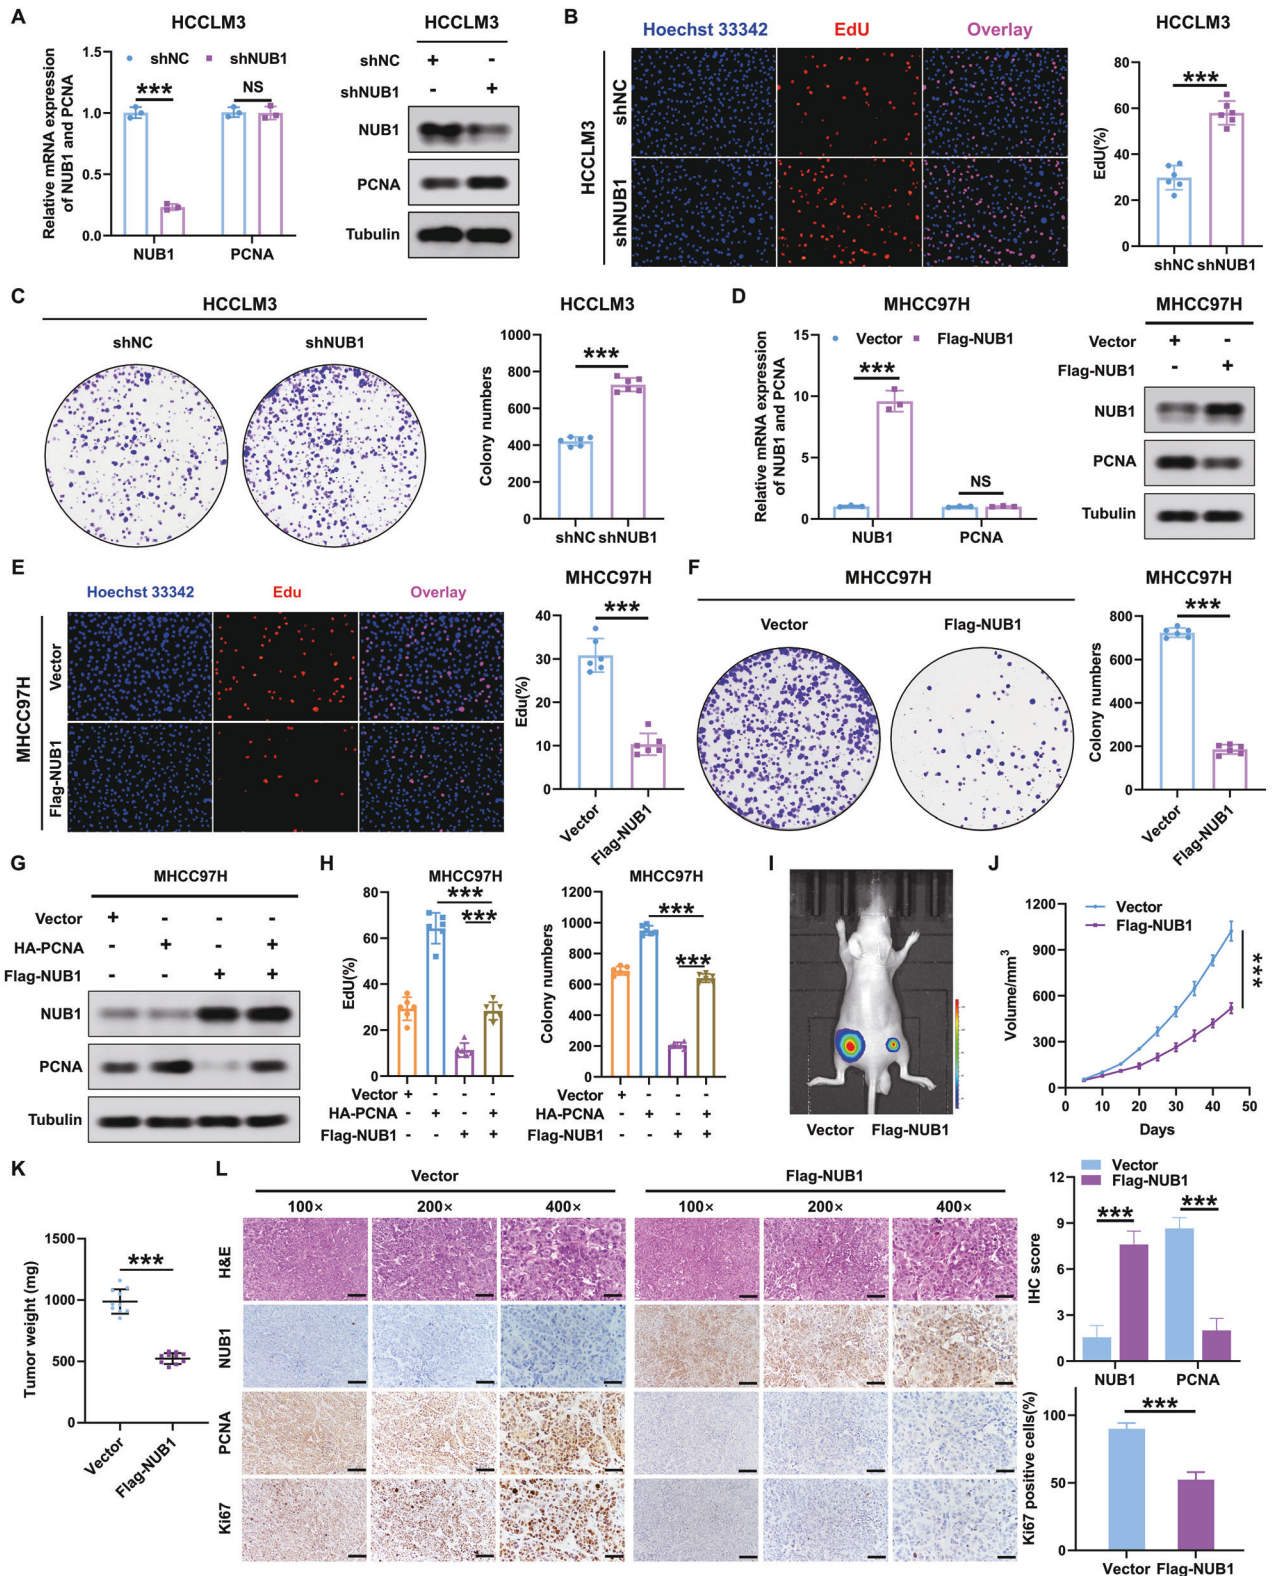 A
HCCLM3
Relative mRNA expression
of NUB1 and PCNA
1.5
1.0
0.5
0.0
shNC
shNUB1
***
NS
NUB1
PCNA
HCCLM3
shNC + -
shNUB1 - +
NUB1
PCNA
Tubulin
B
Hoechst 33342
EdU
Overlay
HCCLM3
shNC
shNUB1
HCCLM3
EdU(%)
80
60
40
20
0
***
shNC shNUB1
C
HCCLM3
shNC
shNUB1
HCCLM3
Colony numbers
1000
800
600
400
200
0
***
shNC shNUB1
D
MHCC97H
Relative mRNA expression
of NUB1 and PCNA
15
10
5
0
Vector
Flag-NUB1
***
NS
NUB1
PCNA
MHCC97H
Vector + -
Flag-NUB1 - +
NUB1
PCNA
Tubulin
E
Hoechst 33342
Edu
Overlay
MHCC97H
Vector
Flag-NUB1
MHCC97H
Edu(%)
40
30
20
10
0
***
Vector
Flag-NUB1
F
MHCC97H
Vector
Flag-NUB1
MHCC97H
Colony numbers
800
600
400
200
0
***
Vector
Flag-NUB1
G
MHCC97H
Vector + - - -
HA-PCNA - + - +
Flag-NUB1 - - + +
NUB1
PCNA
Tubulin
H
MHCC97H
EdU(%)
80
60
40
20
0
***
***
Vector + - - -
HA-PCNA - + - +
Flag-NUB1 - - + +
MHCC97H
Colony numbers
1200
1000
800
600
400
200
0
***
***
Vector + - - -
HA-PCNA - + - +
Flag-NUB1 - - + +
I
Vector
Flag-NUB1
J
Volume/mm3
1200
900
600
300
0
Vector
Flag-NUB1
***
0 10 20 30 40 50
Days
K
Tumor weight (mg)
1500
1000
500
0
***
Vector
Flag-NUB1
L
Vector
Flag-NUB1
100× 200× 400× 100× 200× 400×
H&E
NUB1
PCNA
Ki67
Vector
Flag-NUB1
IHC score
9
6
3
0
***
***
NUB1
PCNA
Ki67 positive cells(%)
100
50
0
***
Vector Flag-NUB1